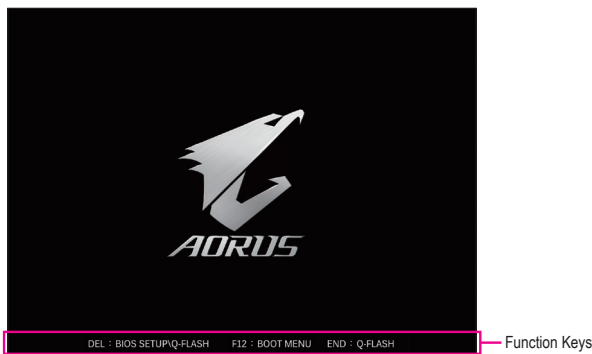 AORUS
DEL : BIOS SETUP\Q-FLASH F12 : BOOT MENU END : Q-FLASH
Function Keys